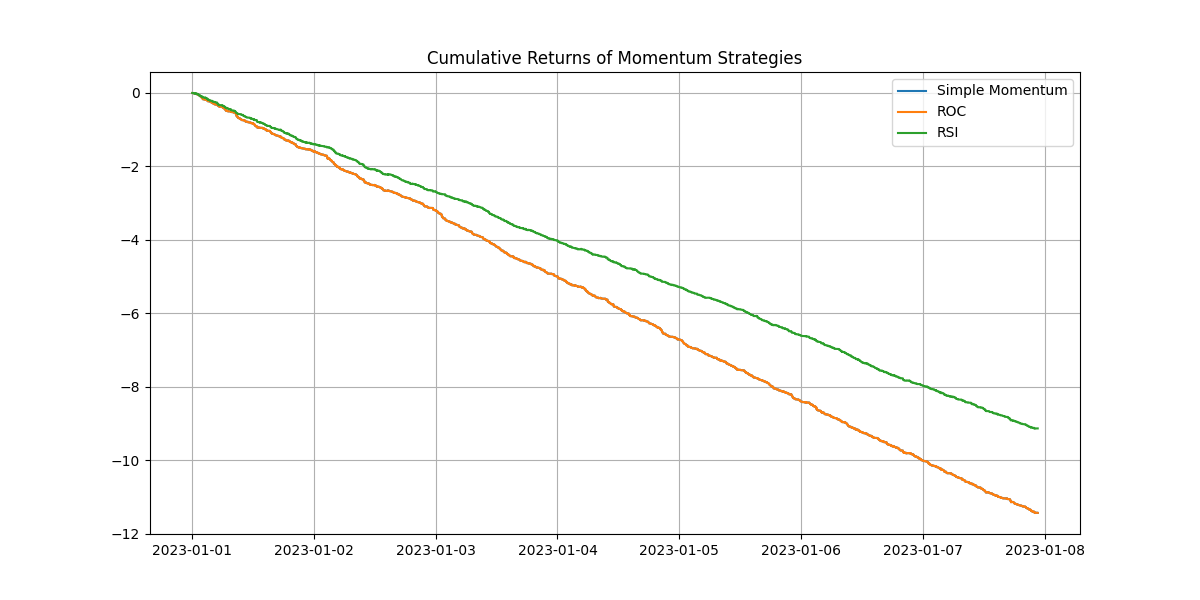 Cumulative Returns of Momentum Strategies
Simple Momentum
ROC
RSI
0
−2
−4
−6
−8
−10
−12
2023-01-01 2023-01-02 2023-01-03 2023-01-04 2023-01-05 2023-01-06 2023-01-07 2023-01-08